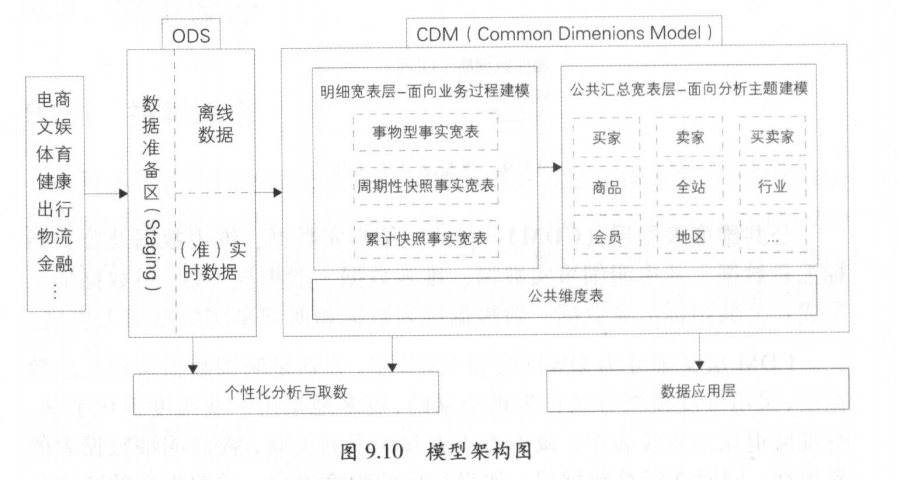 ODS
CDM（Common Dimenions Model）
电商
文娱
体育
健康
出行
物流
金融
⋮
数据准备区（Staging）
离线
数据
（准）实
时数据
明细宽表层-面向业务过程建模
事物型事实宽表
周期性快照事实宽表
累计快照事实宽表
公共汇总宽表层-面向分析主题建模
买家
卖家
买卖家
商品
全站
行业
会员
地区
...
公共维度表
个性化分析与取数
数据应用层
图 9.10 模型架构图